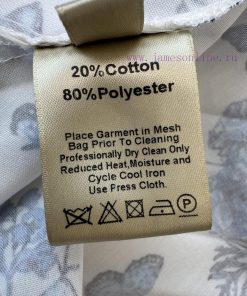 www.jamesonline.ru
20%Cotton
80%Polyester
Place Garment in Mesh
Bag Prior To Cleaning
Professionally Dry Clean Only
Reduced Heat,Moisture and
Cycle Cool Iron
Use Press Cloth.
P